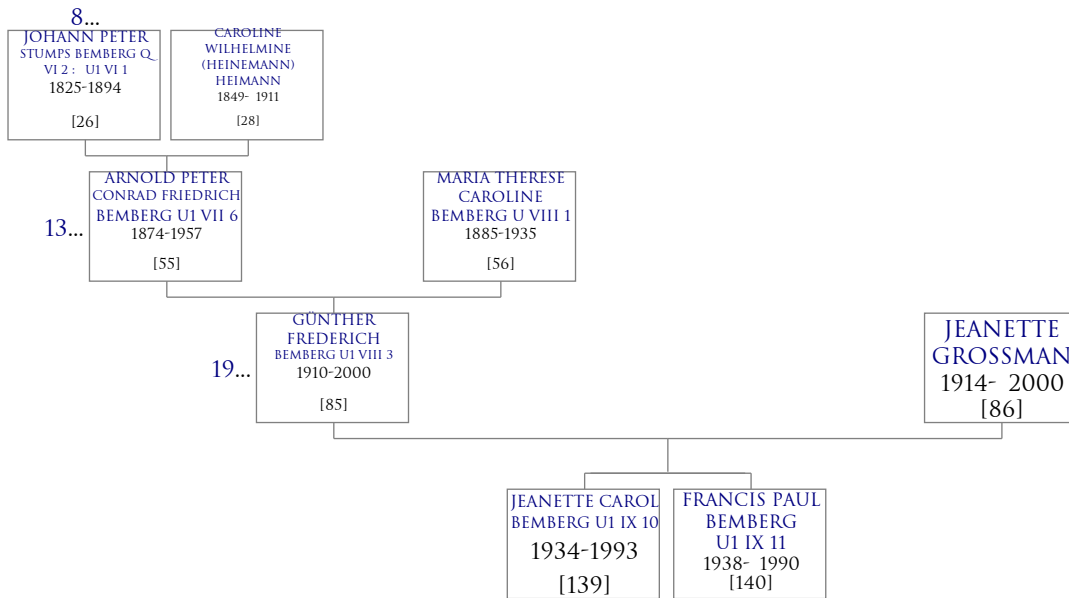 8...
JOHANN PETER
STUMPS BEMBERG Q
VI 2 : U1 VI 1
1825-1894
[26]
CAROLINE
WILHELMINE
(HEINEMANN)
HEIMANN
1849- 1911
[28]
13...
ARNOLD PETER
CONRAD FRIEDRICH
BEMBERG U1 VII 6
1874-1957
[55]
MARIA THERESE
CAROLINE
BEMBERG U VIII 1
1885-1935
[56]
19...
GÜNTHER
FREDERICH
BEMBERG U1 VIII 3
1910-2000
[85]
JEANETTE
GROSSMAN
1914- 2000
[86]
JEANETTE CAROL
BEMBERG U1 IX 10
1934-1993
[139]
FRANCIS PAUL
BEMBERG
U1 IX 11
1938- 1990
[140]